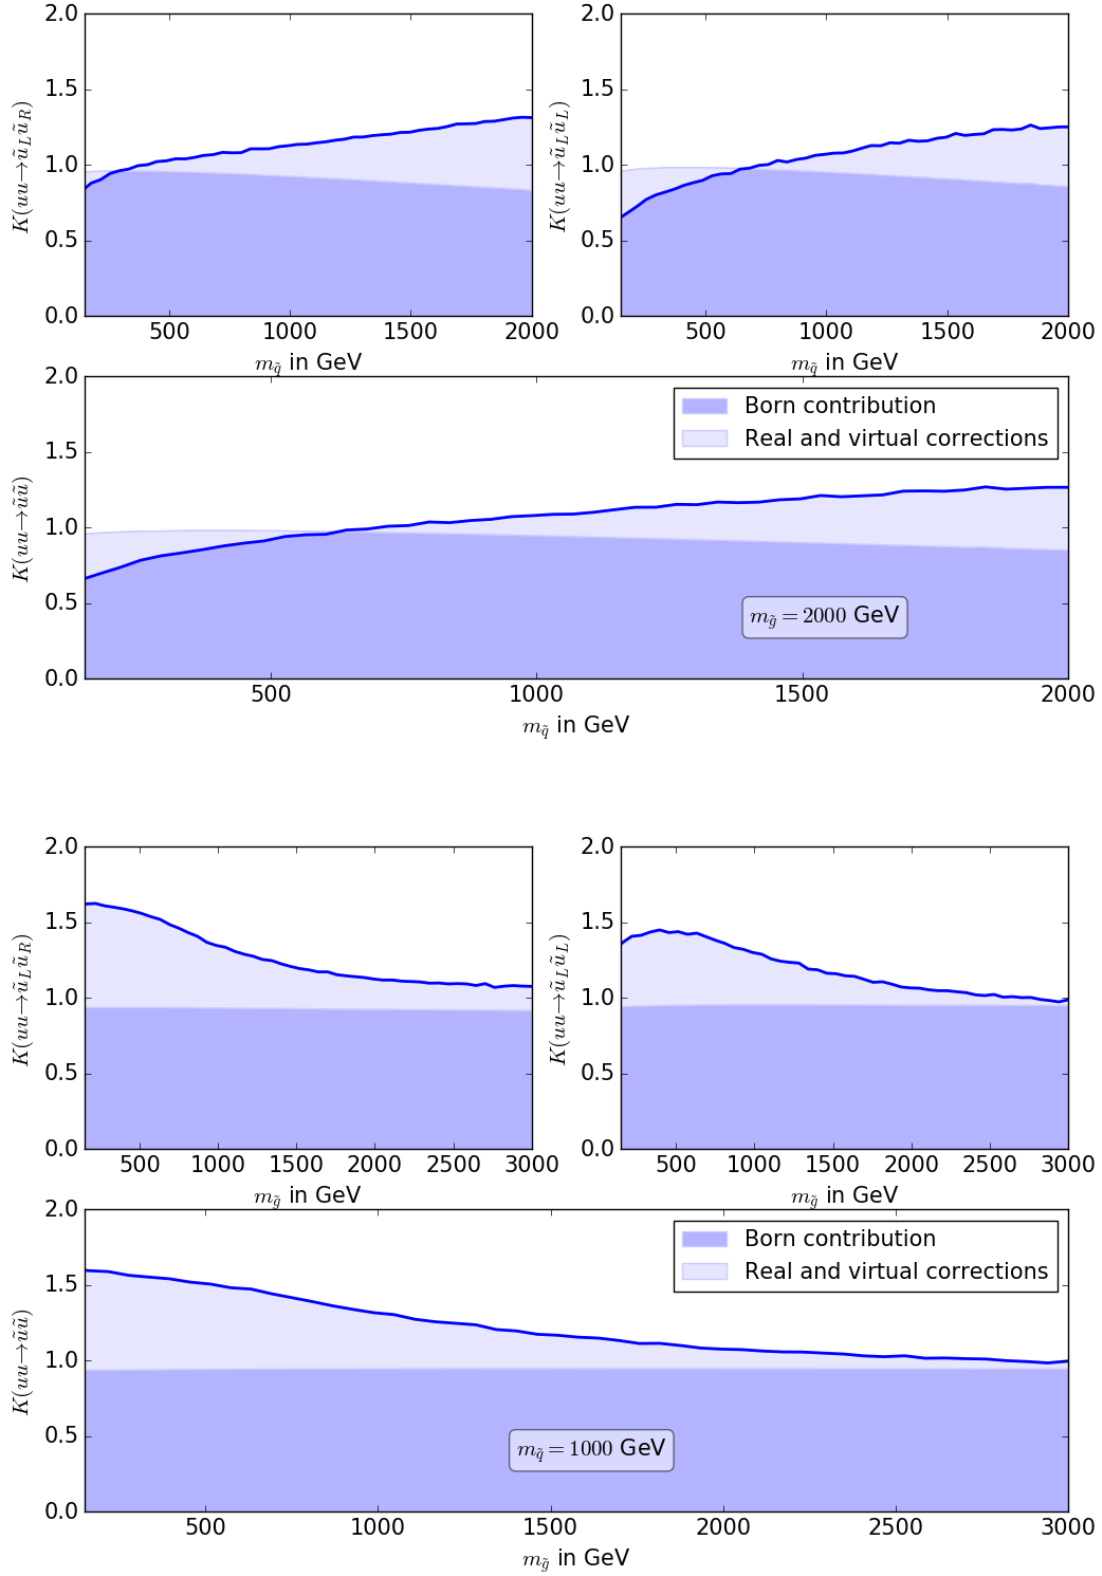 2.0
1.5
1.0
0.5
0.0
K(uu→ũ_Lũ_R)
500 1000 1500 2000
m_q̃ in GeV
2.0
1.5
1.0
0.5
0.0
K(uu→ũ_Lũ_L)
500 1000 1500 2000
m_q̃ in GeV
2.0
1.5
1.0
0.5
0.0
K(uu→ũũ)
Born contribution
Real and virtual corrections
m_g̃ = 2000 GeV
500 1000 1500 2000
m_q̃ in GeV
2.0
1.5
1.0
0.5
0.0
K(uu→ũ_Lũ_R)
500 1000 1500 2000 2500 3000
m_g̃ in GeV
2.0
1.5
1.0
0.5
0.0
K(uu→ũ_Lũ_L)
500 1000 1500 2000 2500 3000
m_g̃ in GeV
2.0
1.5
1.0
0.5
0.0
K(uu→ũũ)
Born contribution
Real and virtual corrections
m_q̃ = 1000 GeV
500 1000 1500 2000 2500 3000
m_g̃ in GeV